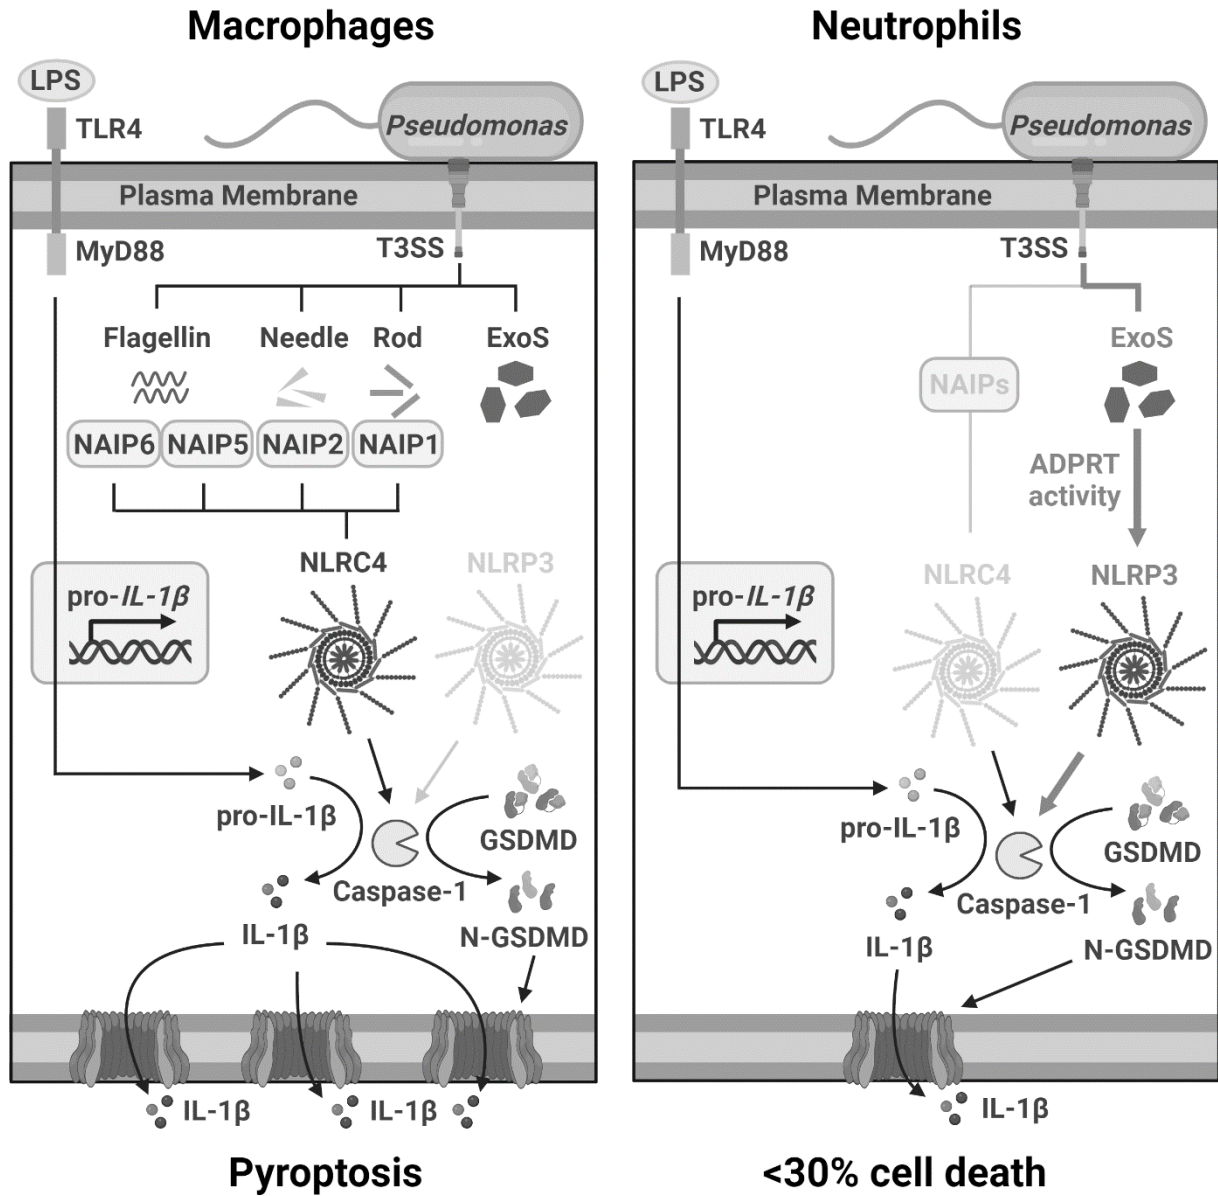 Macrophages
LPS
TLR4
Pseudomonas
Plasma Membrane
MyD88
T3SS
Flagellin
Needle
Rod
ExoS
NAIP6
NAIP5
NAIP2
NAIP1
NLRC4
NLRP3
pro-IL-1β
pro-IL-1β
GSDMD
Caspase-1
IL-1β
N-GSDMD
IL-1β
IL-1β
Pyroptosis
Neutrophils
LPS
TLR4
Pseudomonas
Plasma Membrane
MyD88
T3SS
ExoS
NAIPs
ADPRT
activity
NLRC4
NLRP3
pro-IL-1β
pro-IL-1β
GSDMD
Caspase-1
IL-1β
N-GSDMD
IL-1β
<30% cell death